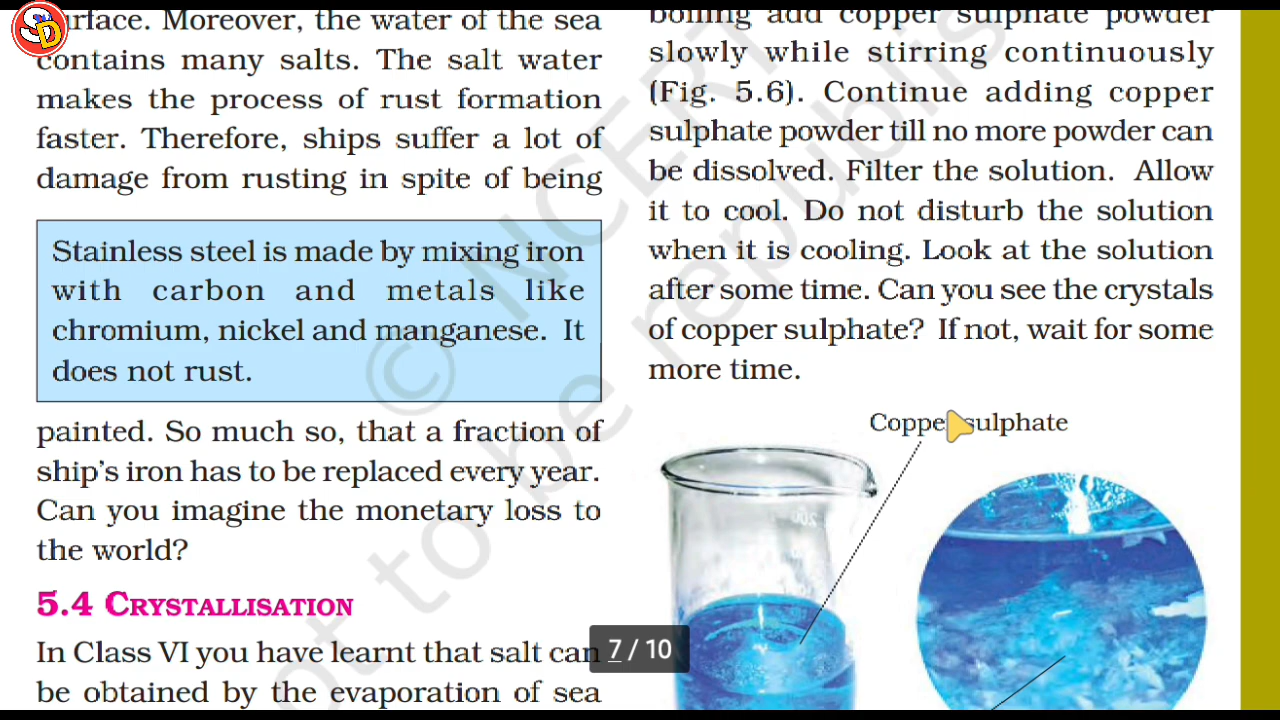 SD
surface. Moreover, the water of the sea
contains many salts. The salt water
makes the process of rust formation
faster. Therefore, ships suffer a lot of
damage from rusting in spite of being
Stainless steel is made by mixing iron
with carbon and metals like
chromium, nickel and manganese. It
does not rust.
painted. So much so, that a fraction of
ship's iron has to be replaced every year.
Can you imagine the monetary loss to
the world?
5.4 CRYSTALLISATION
In Class VI you have learnt that salt can
be obtained by the evaporation of sea
boiling add copper sulphate powder
slowly while stirring continuously
(Fig. 5.6). Continue adding copper
sulphate powder till no more powder can
be dissolved. Filter the solution. Allow
it to cool. Do not disturb the solution
when it is cooling. Look at the solution
after some time. Can you see the crystals
of copper sulphate? If not, wait for some
more time.
Copper sulphate
200
7 / 10
© NCERT
not to be republis